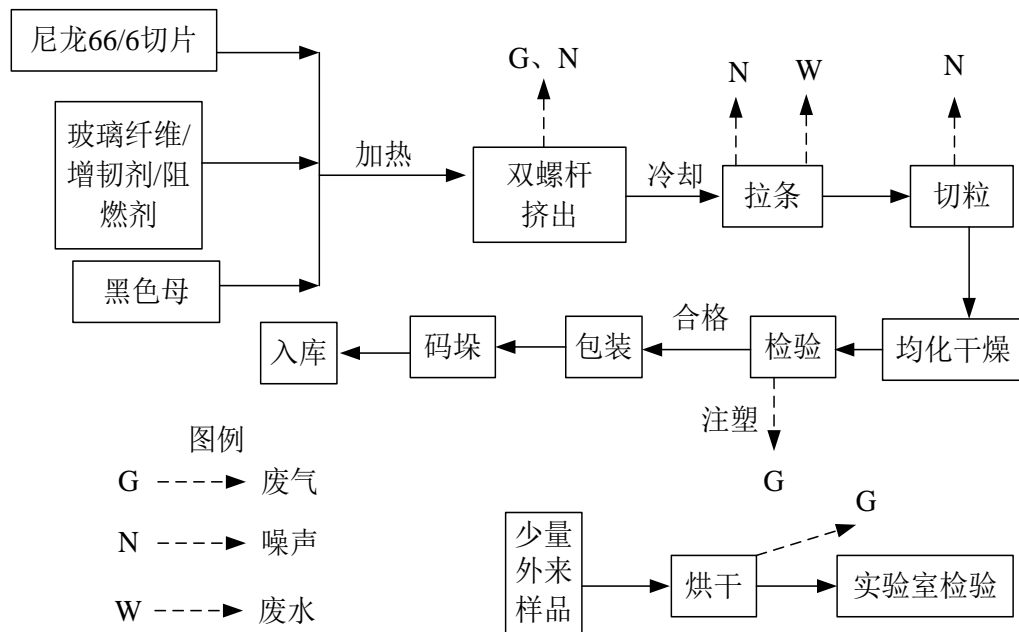 尼龙66/6切片
玻璃纤维/
增韧剂/阻
燃剂
黑色母
加热
G、N
双螺杆
挤出
冷却
N
W
拉条
N
切粒
均化干燥
检验
合格
包装
码垛
入库
注塑
G
图例
G
废气
N
噪声
W
废水
少量
外来
样品
烘干
G
实验室检验